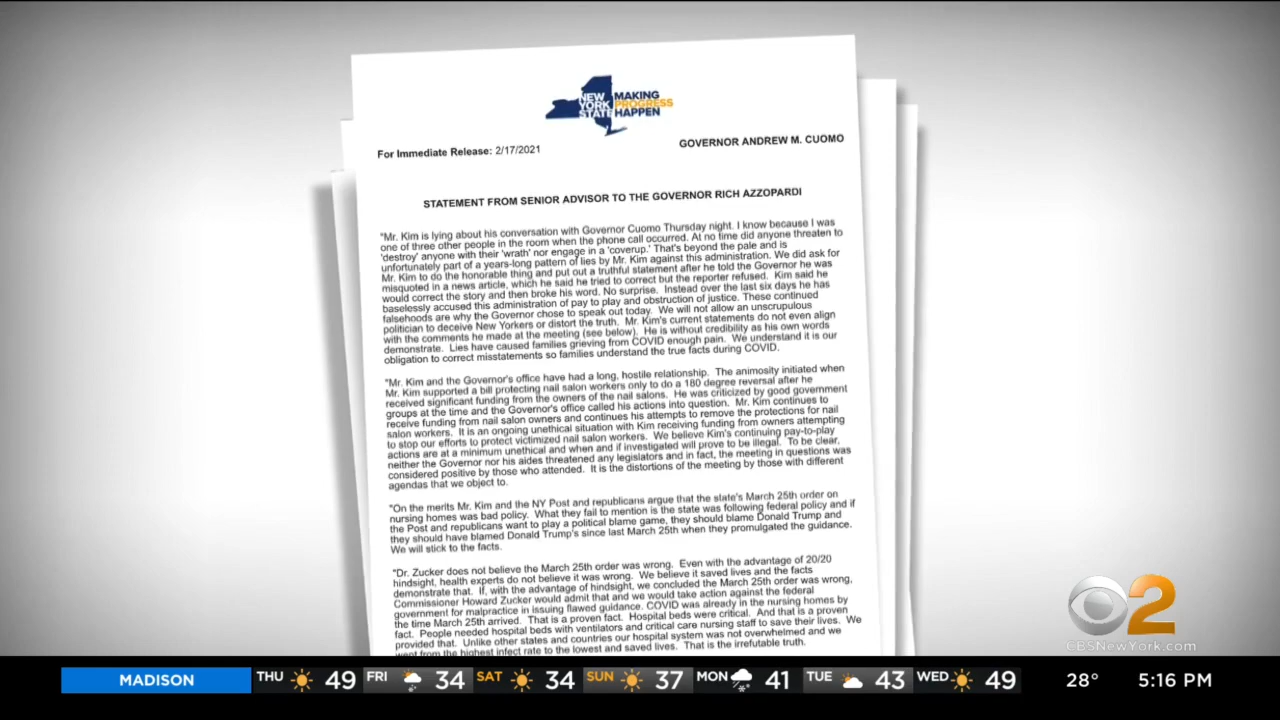 NEW
YORK
STATE
MAKING
PROGRESS
HAPPEN
For Immediate Release: 2/17/2021
GOVERNOR ANDREW M. CUOMO
STATEMENT FROM SENIOR ADVISOR TO THE GOVERNOR RICH AZZOPARDI
"Mr. Kim is lying about his conversation with Governor Cuomo Thursday night. I know because I was
one of three other people in the room when the phone call occurred. At no time did anyone threaten to
'destroy' anyone with their 'wrath' nor engage in a 'coverup.' That's beyond the pale and is
unfortunately part of a years-long pattern of lies by Mr. Kim against this administration. We did ask for
Mr. Kim to do the honorable thing and put out a truthful statement after he told the Governor he was
misquoted in a news article, which he said he tried to correct but the reporter refused. Kim said he
would correct the story and then broke his word. No surprise. Instead over the last six days he has
baselessly accused this administration of pay to play and obstruction of justice. These continued
falsehoods are why the Governor chose to speak out today. We will not allow an unscrupulous
politician to deceive New Yorkers or distort the truth. Mr. Kim's current statements do not even align
with the comments he made at the meeting (see below). He is without credibility as his own words
demonstrate. Lies have caused families grieving from COVID enough pain. We understand it is our
obligation to correct misstatements so families understand the true facts during COVID.
"Mr. Kim and the Governor's office have had a long, hostile relationship. The animosity initiated when
Mr. Kim supported a bill protecting nail salon workers only to do a 180 degree reversal after he
received significant funding from the owners of the nail salons. He was criticized by good government
groups at the time and the Governor's office called his actions into question. Mr. Kim continues to
receive funding from nail salon owners and continues his attempts to remove the protections for nail
salon workers. It is an ongoing unethical situation with Kim receiving funding from owners attempting
to stop our efforts to protect victimized nail salon workers. We believe Kim's continuing pay-to-play
actions are at a minimum unethical and when and if investigated will prove to be illegal. To be clear,
neither the Governor nor his aides threatened any legislators and in fact, the meeting in questions was
considered positive by those who attended. It is the distortions of the meeting by those with different
agendas that we object to.
"On the merits Mr. Kim and the NY Post and republicans argue that the state's March 25th order on
nursing homes was bad policy. What they fail to mention is the state was following federal policy and if
the Post and republicans want to play a political blame game, they should blame Donald Trump and
they should have blamed Donald Trump's since last March 25th when they promulgated the guidance.
We will stick to the facts.
"Dr. Zucker does not believe the March 25th order was wrong. Even with the advantage of 20/20
hindsight, health experts do not believe it was wrong. We believe it saved lives and the facts
demonstrate that. If, with the advantage of hindsight, we concluded the March 25th order was wrong,
Commissioner Howard Zucker would admit that and we would take action against the federal
government for malpractice in issuing flawed guidance. COVID was already in the nursing homes by
the time March 25th arrived. That is a proven fact. Hospital beds were critical. And that is a proven
fact. People needed hospital beds with ventilators and critical care nursing staff to save their lives. We
provided that. Unlike other states and countries our hospital system was not overwhelmed and we
went from the highest infect rate to the lowest and saved lives. That is the irrefutable truth.
2
CBSNewYork.com
MADISON THU 49 FRI 34 SAT 34 SUN 37 MON 41 TUE 43 WED 49 28° 5:16 PM